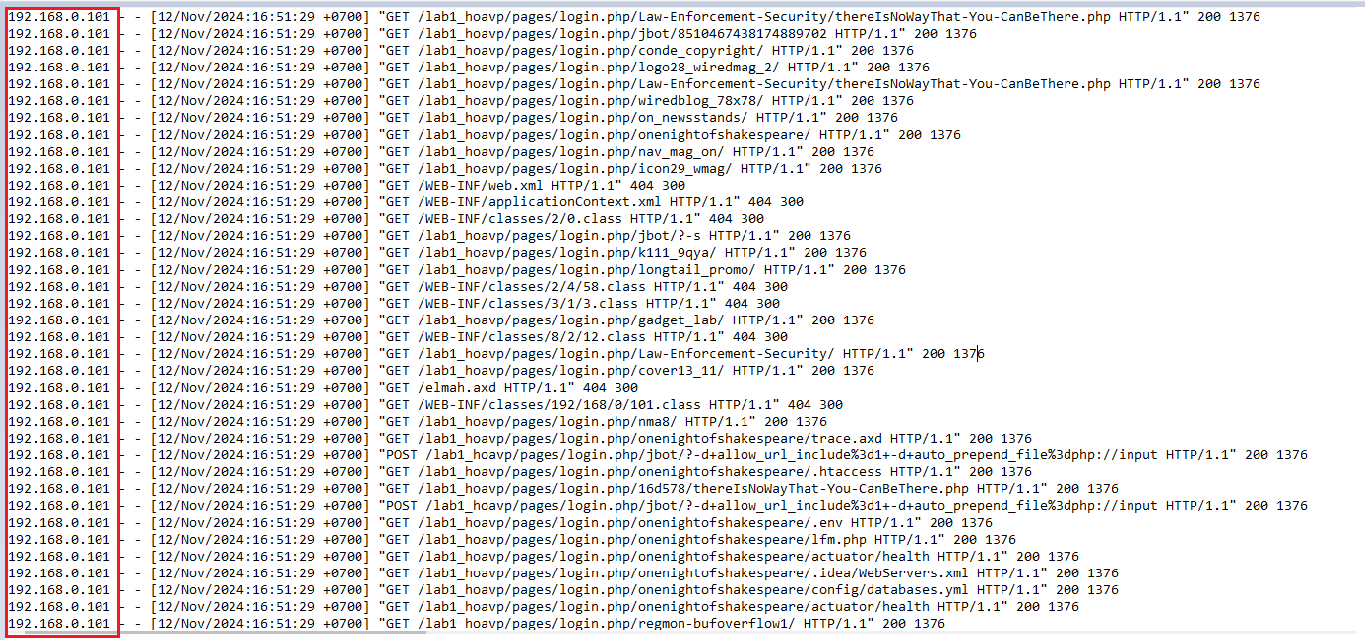 192.168.0.101 - - [12/Nov/2024:16:51:29 +0700] "GET /lab1_hoavp/pages/login.php/Law-Enforcement-Security/thereIsNoWayThat-You-CanBeThere.php HTTP/1.1" 200 1376
192.168.0.101 - - [12/Nov/2024:16:51:29 +0700] "GET /lab1_hoavp/pages/login.php/jbot/8510467438174889702 HTTP/1.1" 200 1376
192.168.0.101 - - [12/Nov/2024:16:51:29 +0700] "GET /lab1_hoavp/pages/login.php/conde_copyright/ HTTP/1.1" 200 1376
192.168.0.101 - - [12/Nov/2024:16:51:29 +0700] "GET /lab1_hoavp/pages/login.php/logo28_wiredmag_2/ HTTP/1.1" 200 1376
192.168.0.101 - - [12/Nov/2024:16:51:29 +0700] "GET /lab1_hoavp/pages/login.php/Law-Enforcement-Security/thereIsNoWayThat-You-CanBeThere.php HTTP/1.1" 200 1376
192.168.0.101 - - [12/Nov/2024:16:51:29 +0700] "GET /lab1_hoavp/pages/login.php/wiredblog_78x78/ HTTP/1.1" 200 1376
192.168.0.101 - - [12/Nov/2024:16:51:29 +0700] "GET /lab1_hoavp/pages/login.php/on_newsstands/ HTTP/1.1" 200 1376
192.168.0.101 - - [12/Nov/2024:16:51:29 +0700] "GET /lab1_hoavp/pages/login.php/onenightofshakespeare/ HTTP/1.1" 200 1376
192.168.0.101 - - [12/Nov/2024:16:51:29 +0700] "GET /lab1_hoavp/pages/login.php/nav_mag_on/ HTTP/1.1" 200 1376
192.168.0.101 - - [12/Nov/2024:16:51:29 +0700] "GET /lab1_hoavp/pages/login.php/icon29_wmag/ HTTP/1.1" 200 1376
192.168.0.101 - - [12/Nov/2024:16:51:29 +0700] "GET /WEB-INF/web.xml HTTP/1.1" 404 300
192.168.0.101 - - [12/Nov/2024:16:51:29 +0700] "GET /WEB-INF/applicationContext.xml HTTP/1.1" 404 300
192.168.0.101 - - [12/Nov/2024:16:51:29 +0700] "GET /WEB-INF/classes/2/0.class HTTP/1.1" 404 300
192.168.0.101 - - [12/Nov/2024:16:51:29 +0700] "GET /lab1_hoavp/pages/login.php/jbot/?-s HTTP/1.1" 200 1376
192.168.0.101 - - [12/Nov/2024:16:51:29 +0700] "GET /lab1_hoavp/pages/login.php/k111_9qya/ HTTP/1.1" 200 1376
192.168.0.101 - - [12/Nov/2024:16:51:29 +0700] "GET /lab1_hoavp/pages/login.php/longtail_promo/ HTTP/1.1" 200 1376
192.168.0.101 - - [12/Nov/2024:16:51:29 +0700] "GET /WEB-INF/classes/2/4/58.class HTTP/1.1" 404 300
192.168.0.101 - - [12/Nov/2024:16:51:29 +0700] "GET /WEB-INF/classes/3/1/3.class HTTP/1.1" 404 300
192.168.0.101 - - [12/Nov/2024:16:51:29 +0700] "GET /lab1_hoavp/pages/login.php/gadget_lab/ HTTP/1.1" 200 1376
192.168.0.101 - - [12/Nov/2024:16:51:29 +0700] "GET /WEB-INF/classes/8/2/12.class HTTP/1.1" 404 300
192.168.0.101 - - [12/Nov/2024:16:51:29 +0700] "GET /lab1_hoavp/pages/login.php/Law-Enforcement-Security/ HTTP/1.1" 200 1376
192.168.0.101 - - [12/Nov/2024:16:51:29 +0700] "GET /lab1_hoavp/pages/login.php/cover13_11/ HTTP/1.1" 200 1376
192.168.0.101 - - [12/Nov/2024:16:51:29 +0700] "GET /elmah.axd HTTP/1.1" 404 300
192.168.0.101 - - [12/Nov/2024:16:51:29 +0700] "GET /WEB-INF/classes/192/168/0/101.class HTTP/1.1" 404 300
192.168.0.101 - - [12/Nov/2024:16:51:29 +0700] "GET /lab1_hoavp/pages/login.php/nma8/ HTTP/1.1" 200 1376
192.168.0.101 - - [12/Nov/2024:16:51:29 +0700] "GET /lab1_hoavp/pages/login.php/onenightofshakespeare/trace.axd HTTP/1.1" 200 1376
192.168.0.101 - - [12/Nov/2024:16:51:29 +0700] "POST /lab1_hoavp/pages/login.php/jbot/?-d+allow_url_include%3d1+-d+auto_prepend_file%3dphp://input HTTP/1.1" 200 1376
192.168.0.101 - - [12/Nov/2024:16:51:29 +0700] "GET /lab1_hoavp/pages/login.php/onenightofshakespeare/.htaccess HTTP/1.1" 200 1376
192.168.0.101 - - [12/Nov/2024:16:51:29 +0700] "GET /lab1_hoavp/pages/login.php/16d578/thereIsNoWayThat-You-CanBeThere.php HTTP/1.1" 200 1376
192.168.0.101 - - [12/Nov/2024:16:51:29 +0700] "POST /lab1_hoavp/pages/login.php/jbot/?-d+allow_url_include%3d1+-d+auto_prepend_file%3dphp://input HTTP/1.1" 200 1376
192.168.0.101 - - [12/Nov/2024:16:51:29 +0700] "GET /lab1_hoavp/pages/login.php/onenightofshakespeare/.env HTTP/1.1" 200 1376
192.168.0.101 - - [12/Nov/2024:16:51:29 +0700] "GET /lab1_hoavp/pages/login.php/onenightofshakespeare/lfm.php HTTP/1.1" 200 1376
192.168.0.101 - - [12/Nov/2024:16:51:29 +0700] "GET /lab1_hoavp/pages/login.php/onenightofshakespeare/actuator/health HTTP/1.1" 200 1376
192.168.0.101 - - [12/Nov/2024:16:51:29 +0700] "GET /lab1_hoavp/pages/login.php/onenightofshakespeare/.idea/WebServers.xml HTTP/1.1" 200 1376
192.168.0.101 - - [12/Nov/2024:16:51:29 +0700] "GET /lab1_hoavp/pages/login.php/onenightofshakespeare/config/databases.yml HTTP/1.1" 200 1376
192.168.0.101 - - [12/Nov/2024:16:51:29 +0700] "GET /lab1_hoavp/pages/login.php/onenightofshakespeare/actuator/health HTTP/1.1" 200 1376
192.168.0.101 - - [12/Nov/2024:16:51:29 +0700] "GET /lab1_hoavp/pages/login.php/regmon-bufoverflow1/ HTTP/1.1" 200 1376